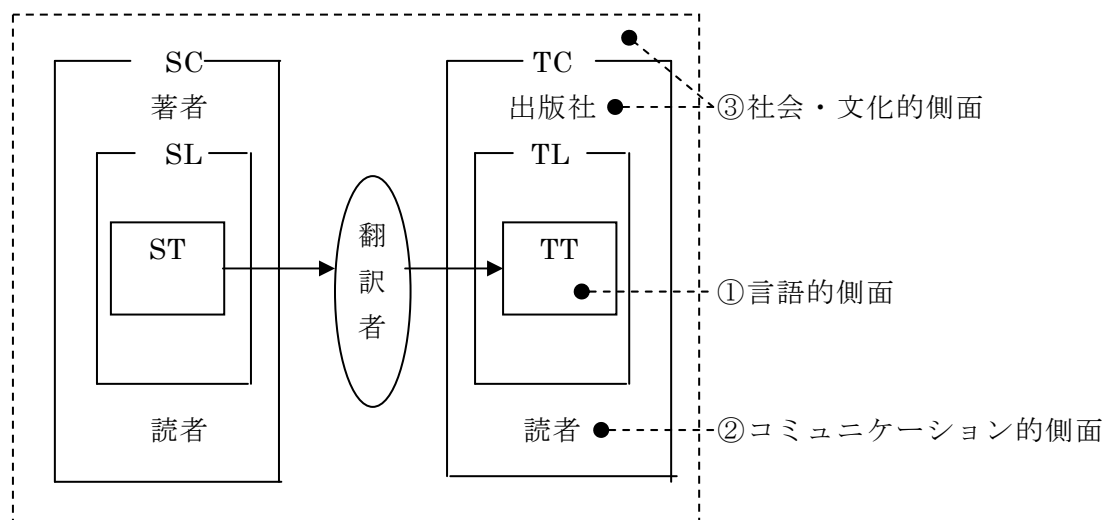 SC
TC
著者
出版社
③社会・文化的側面
SL
TL
ST
翻訳者
TT
①言語的側面
読者
読者
②コミュニケーション的側面